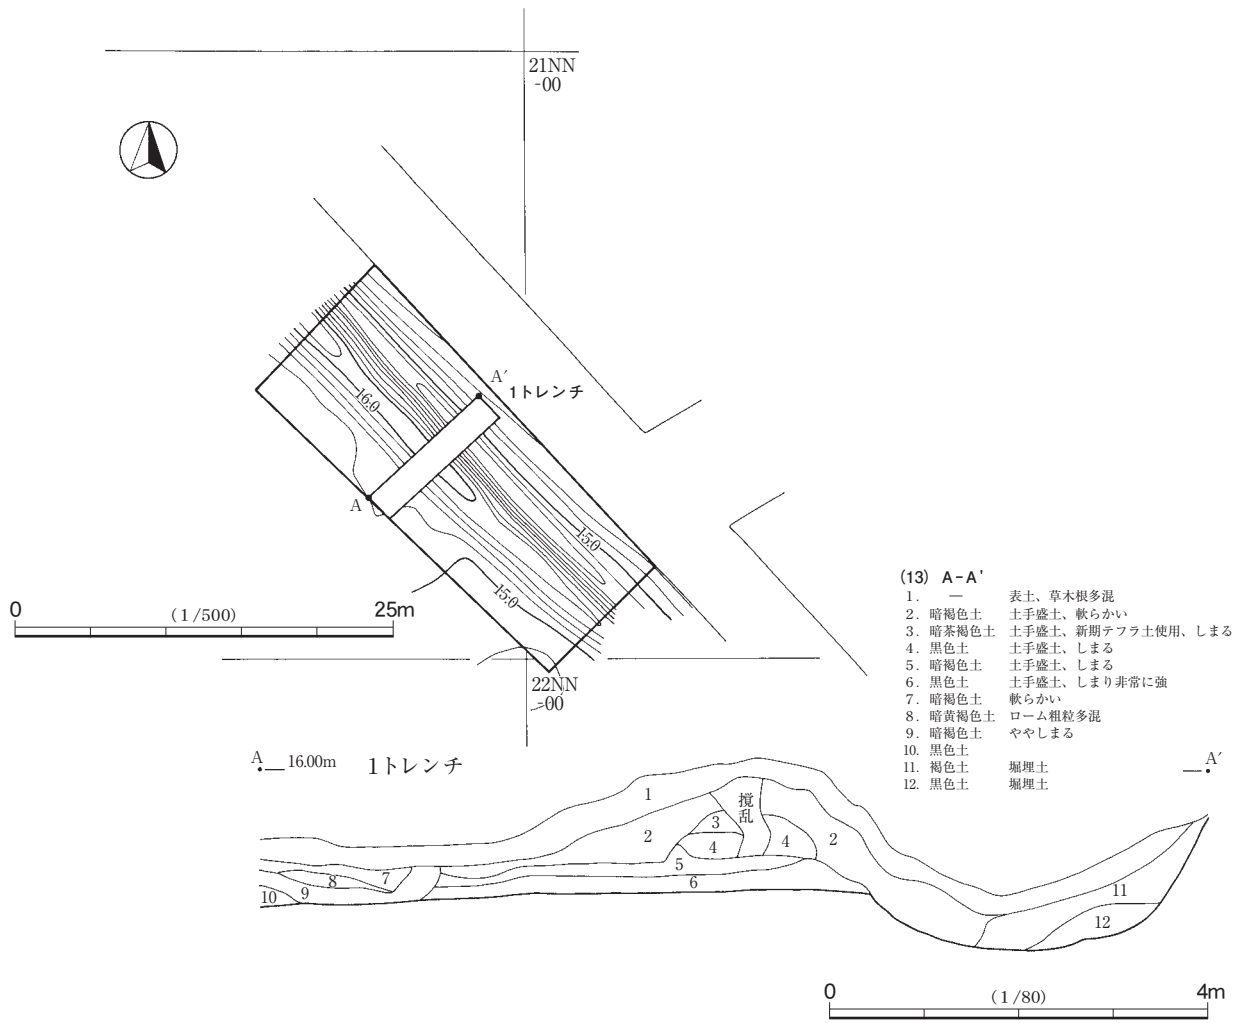 21NN
-00
A′
1トレンチ
16.0
A
15.0
15.0
0
(1/500)
25m
22NN
-00
(13) A-A'
1. ― 表土、草木根多混
2. 暗褐色土 土手盛土、軟らかい
3. 暗茶褐色土 土手盛土、新期テフラ土使用、しまる
4. 黒色土 土手盛土、しまる
5. 暗褐色土 土手盛土、しまる
6. 黒色土 土手盛土、しまり非常に強
7. 暗褐色土 軟らかい
8. 暗黄褐色土 ローム粗粒多混
9. 暗褐色土 ややしまる
10. 黒色土
11. 褐色土 堀埋土
12. 黒色土 堀埋土
A
16.00m
1トレンチ
A′
1
撹乱
2
3
4
4
2
5
6
7
8
9
10
11
12
0
(1/80)
4m